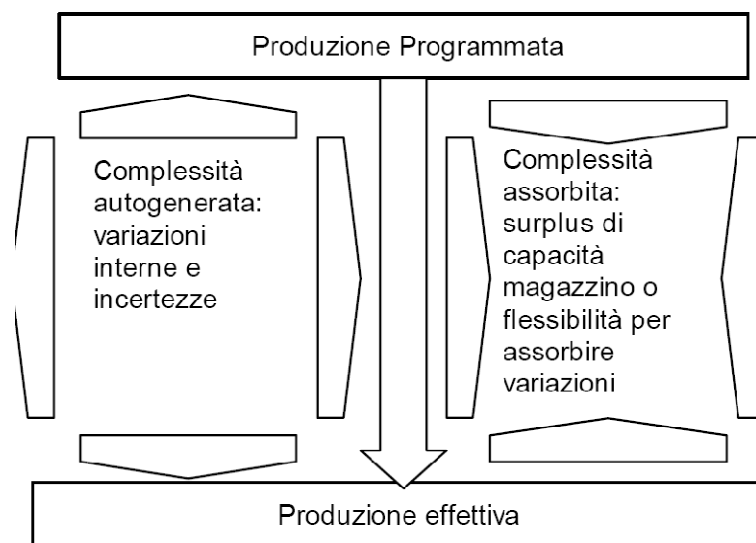 Produzione Programmata
Complessità
autogenerata:
variazioni
interne e
incertezze
Complessità
assorbita:
surplus di
capacità
magazzino o
flessibilità per
assorbire
variazioni
Produzione effettiva